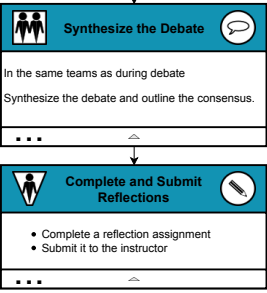 Synthesize the Debate
In the same teams as during debate
Synthesize the debate and outline the consensus.
Complete and Submit
Reflections
Complete a reflection assignment
Submit it to the instructor